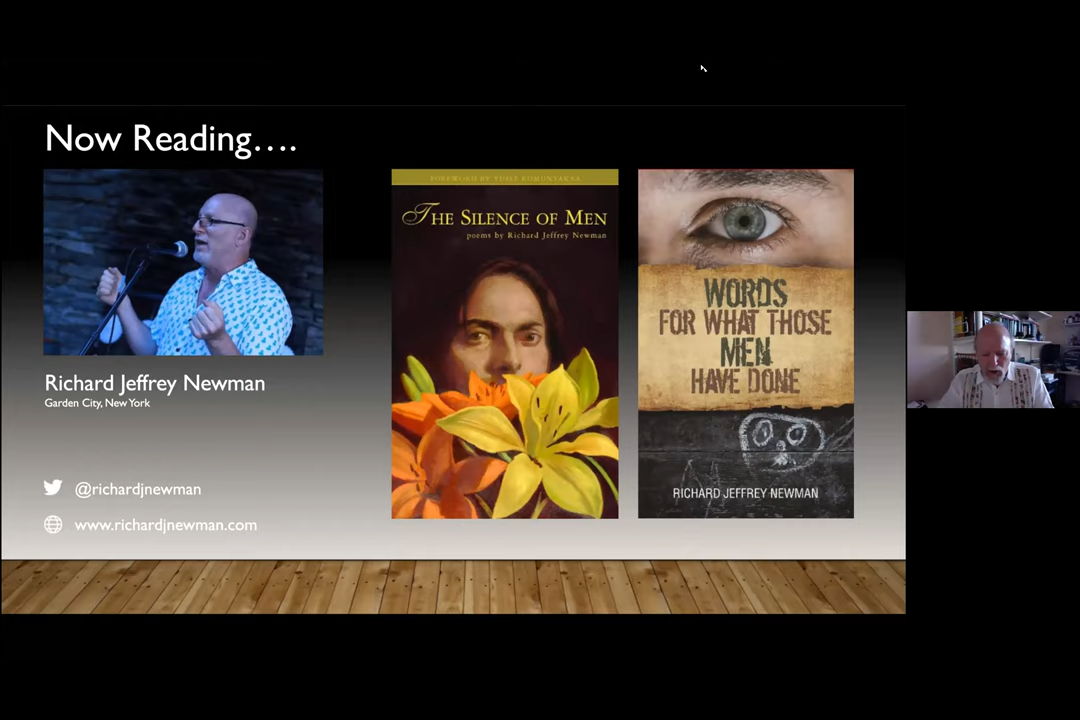 Now Reading….
FOREWORD BY YUSEF KOMUNYAKAA
THE SILENCE OF MEN
poems by Richard Jeffrey Newman
WORDS
FOR WHAT THOSE
MEN
HAVE DONE
RICHARD JEFFREY NEWMAN
Richard Jeffrey Newman
Garden City, New York
@richardjnewman
www.richardjnewman.com